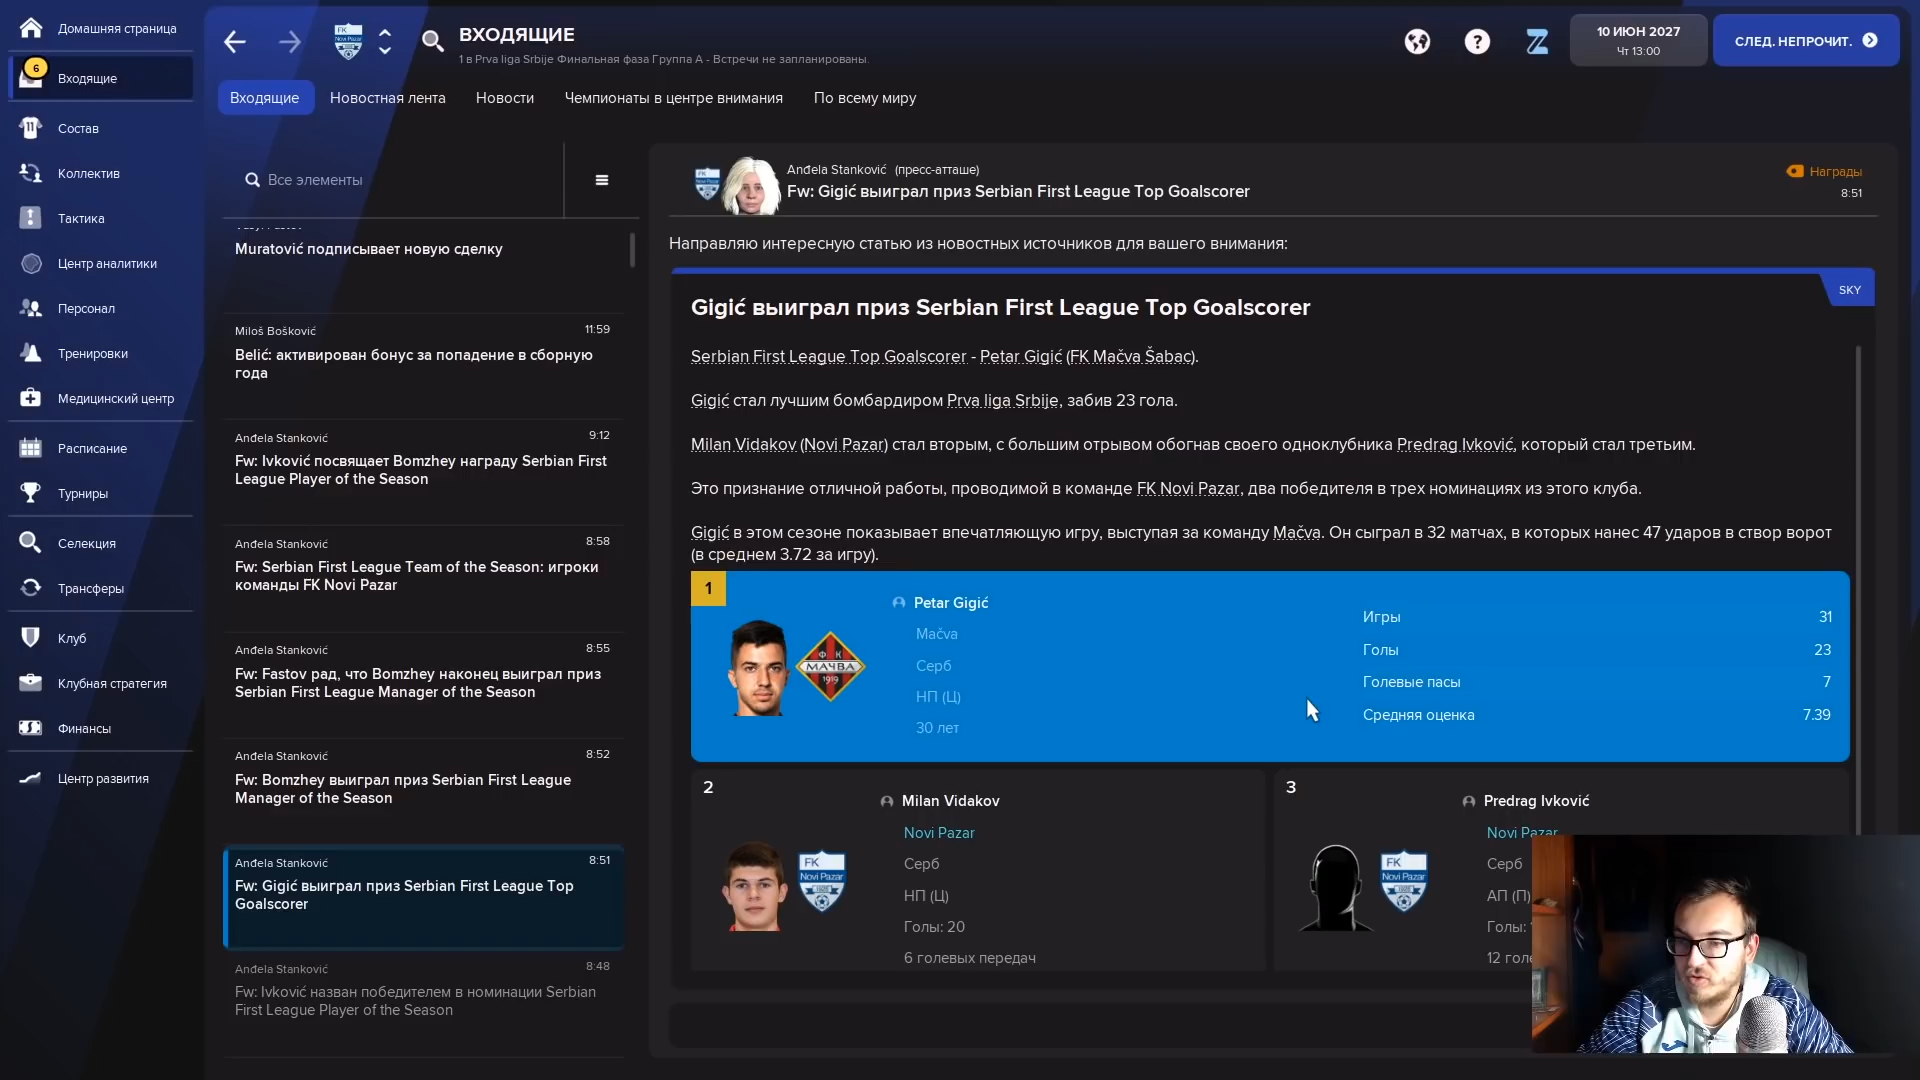 Домашняя страница
6
Входящие
Состав
Коллектив
Тактика
Центр аналитики
Персонал
Тренировки
Медицинский центр
Расписание
Турниры
Селекция
Трансферы
Клуб
Клубная стратегия
Финансы
Центр развития
ВХОДЯЩИЕ
1 в Prva liga Srbije Финальная фаза Группа А - Встречи не запланированы.
10 ИЮН 2027
Чт 13:00
СЛЕД. НЕПРОЧИТ.
Входящие
Новостная лента
Новости
Чемпионаты в центре внимания
По всему миру
Все элементы
Muratović подписывает новую сделку
Miloš Bošković
11:59
Belić: активирован бонус за попадание в сборную
года
Anđela Stanković
9:12
Fw: Ivković посвящает Bomzhey награду Serbian First
League Player of the Season
Anđela Stanković
8:58
Fw: Serbian First League Team of the Season: игроки
команды FK Novi Pazar
Anđela Stanković
8:55
Fw: Fastov рад, что Bomzhey наконец выиграл приз
Serbian First League Manager of the Season
Anđela Stanković
8:52
Fw: Bomzhey выиграл приз Serbian First League
Manager of the Season
Anđela Stanković
8:51
Fw: Gigić выиграл приз Serbian First League Top
Goalscorer
Anđela Stanković
8:48
Fw: Ivković назван победителем в номинации Serbian
First League Player of the Season
Anđela Stanković (пресс-атташе)
Fw: Gigić выиграл приз Serbian First League Top Goalscorer
Награды
8:51
Направляю интересную статью из новостных источников для вашего внимания:
SKY
Gigić выиграл приз Serbian First League Top Goalscorer
Serbian First League Top Goalscorer - Petar Gigić (FK Mačva Šabac).
Gigić стал лучшим бомбардиром Prva liga Srbije, забив 23 гола.
Milan Vidakov (Novi Pazar) стал вторым, с большим отрывом обогнав своего одноклубника Predrag Ivković, который стал третьим.
Это признание отличной работы, проводимой в команде FK Novi Pazar, два победителя в трех номинациях из этого клуба.
Gigić в этом сезоне показывает впечатляющую игру, выступая за команду Mačva. Он сыграл в 32 матчах, в которых нанес 47 ударов в створ ворот
(в среднем 3.72 за игру).
1
Petar Gigić
Mačva
Серб
НП (Ц)
30 лет
ФК
МАЧВА
1919
Игры 31
Голы 23
Голевые пасы 7
Средняя оценка 7.39
2
Milan Vidakov
Novi Pazar
Серб
НП (Ц)
Голы: 20
6 голевых передач
FK
Novi Pazar
3
Predrag Ivković
Novi Pazar
Серб
АП (П)
Голы:
12
FK
Novi Pazar